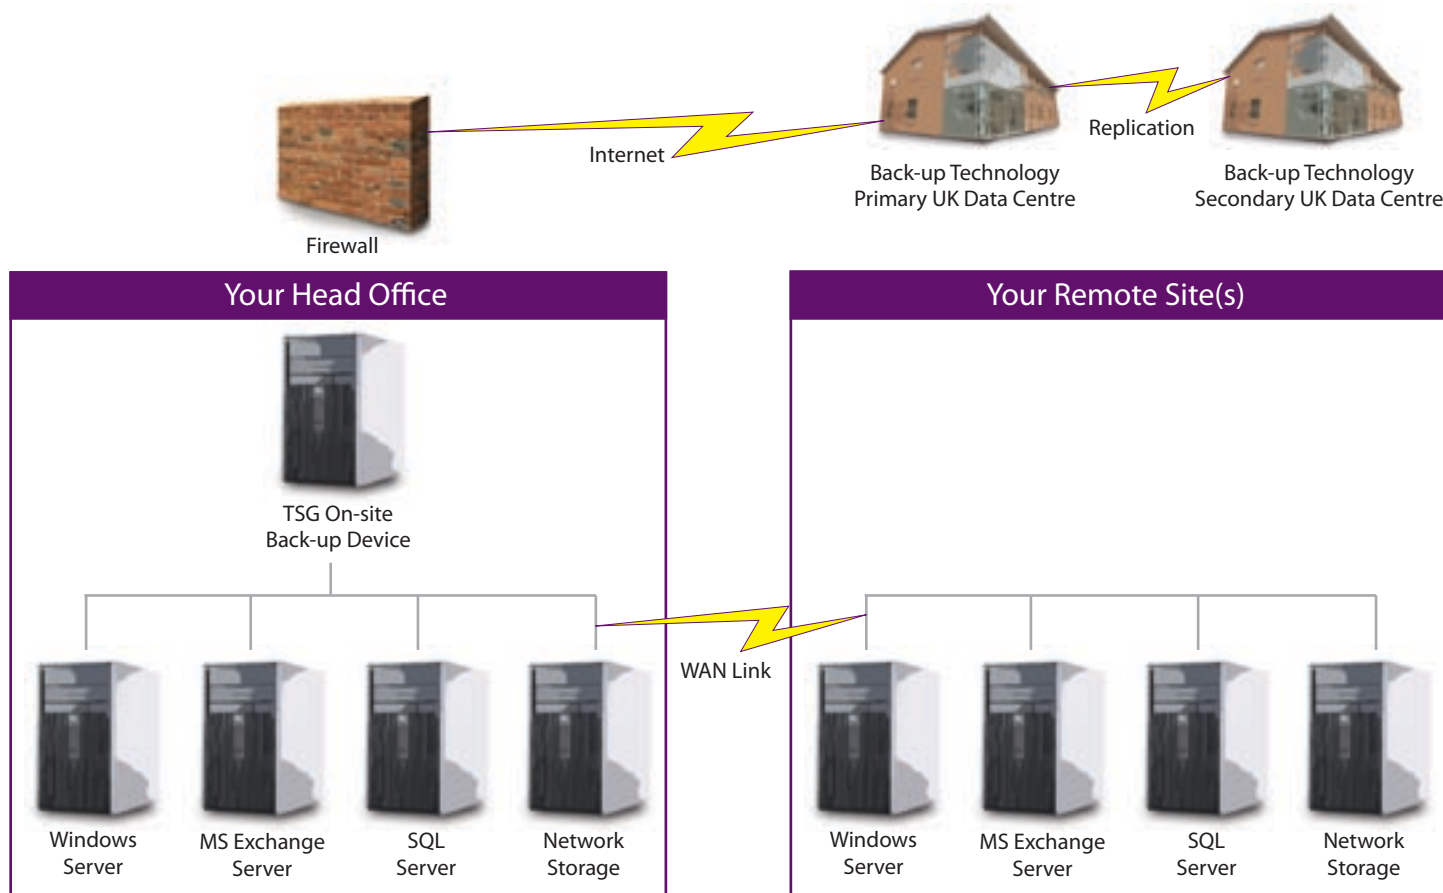 Internet
Replication
Back-up Technology
Primary UK Data Centre
Back-up Technology
Secondary UK Data Centre
Firewall
Your Head Office
Your Remote Site(s)
TSG On-site
Back-up Device
WAN Link
Windows
Server
MS Exchange
Server
SQL
Server
Network
Storage
Windows
Server
MS Exchange
Server
SQL
Server
Network
Storage